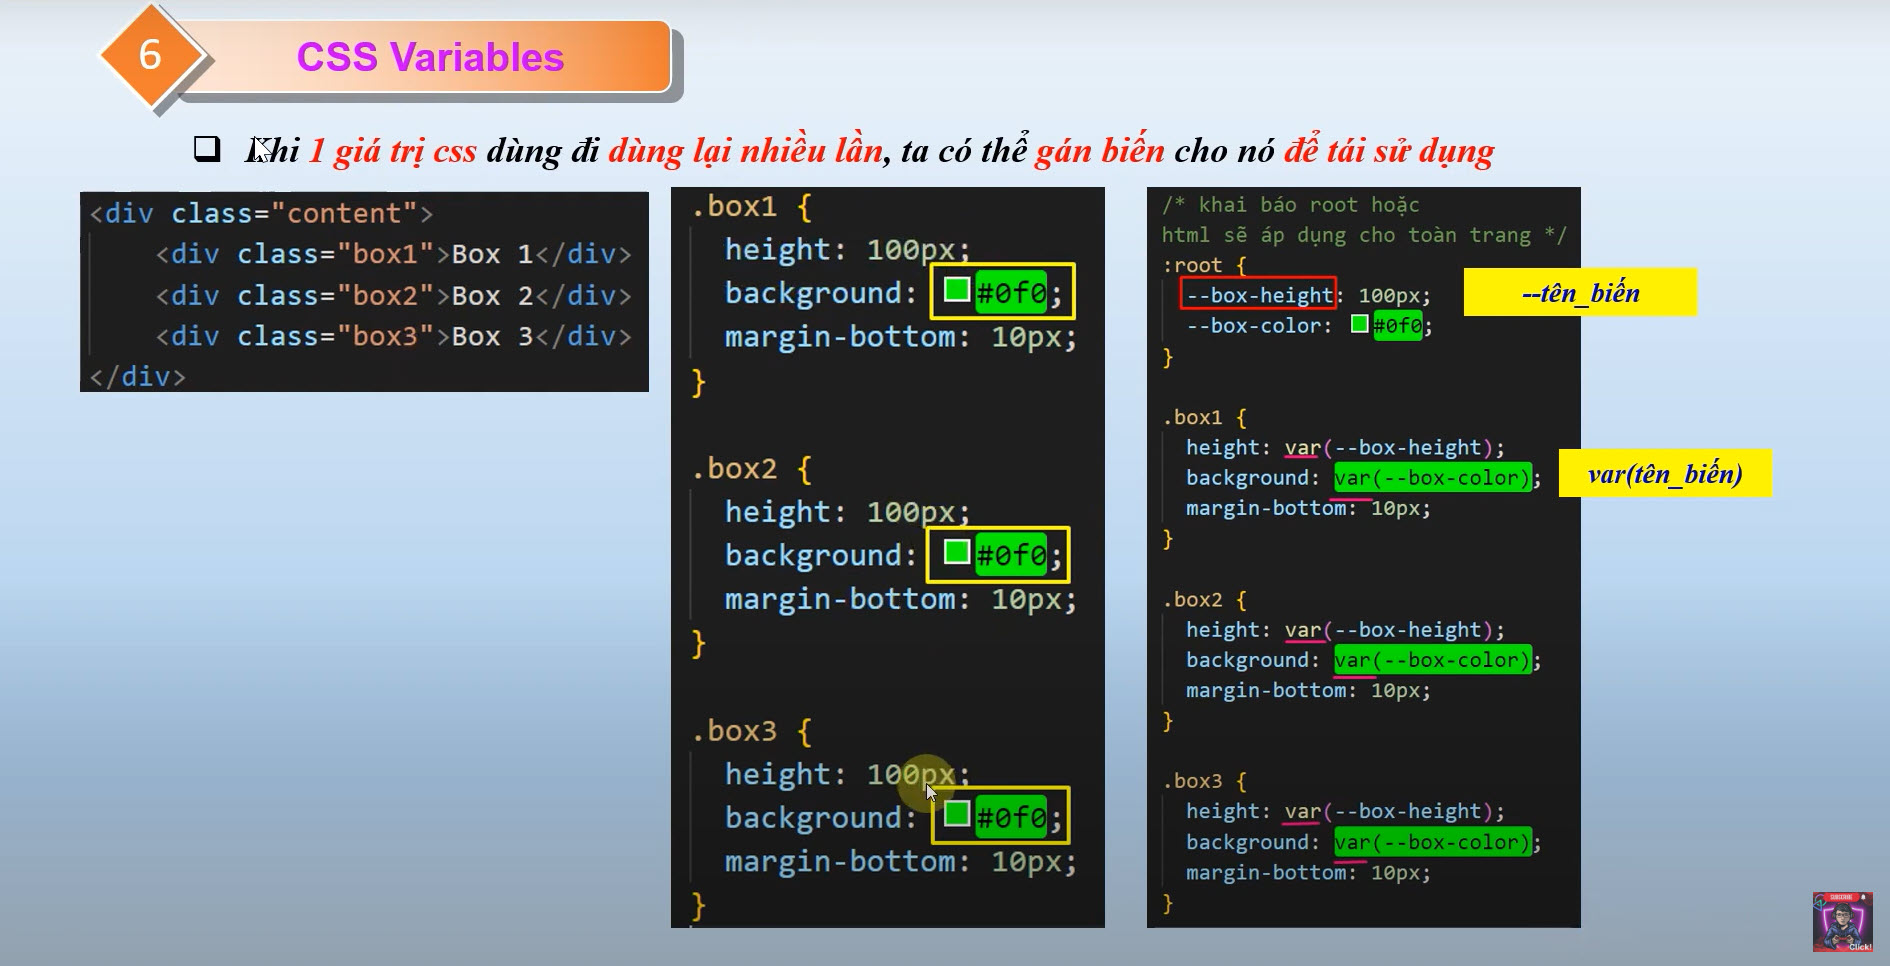 6
CSS Variables
Khi 1 giá trị css dùng đi dùng lại nhiều lần, ta có thể gán biến cho nó để tái sử dụng
<div class="content">
<div class="box1">Box 1</div>
<div class="box2">Box 2</div>
<div class="box3">Box 3</div>
</div>
.box1 {
height: 100px;
background: #0f0;
margin-bottom: 10px;
}
.box2 {
height: 100px;
background: #0f0;
margin-bottom: 10px;
}
.box3 {
height: 100px;
background: #0f0;
margin-bottom: 10px;
}
/* khai báo root hoặc
html sẽ áp dụng cho toàn trang */
:root {
--box-height: 100px;
--box-color: #0f0;
}
.box1 {
height: var(--box-height);
background: var(--box-color);
margin-bottom: 10px;
}
.box2 {
height: var(--box-height);
background: var(--box-color);
margin-bottom: 10px;
}
.box3 {
height: var(--box-height);
background: var(--box-color);
margin-bottom: 10px;
}
--tên_biến
var(tên_biến)
SUBSCRIBE
Click!